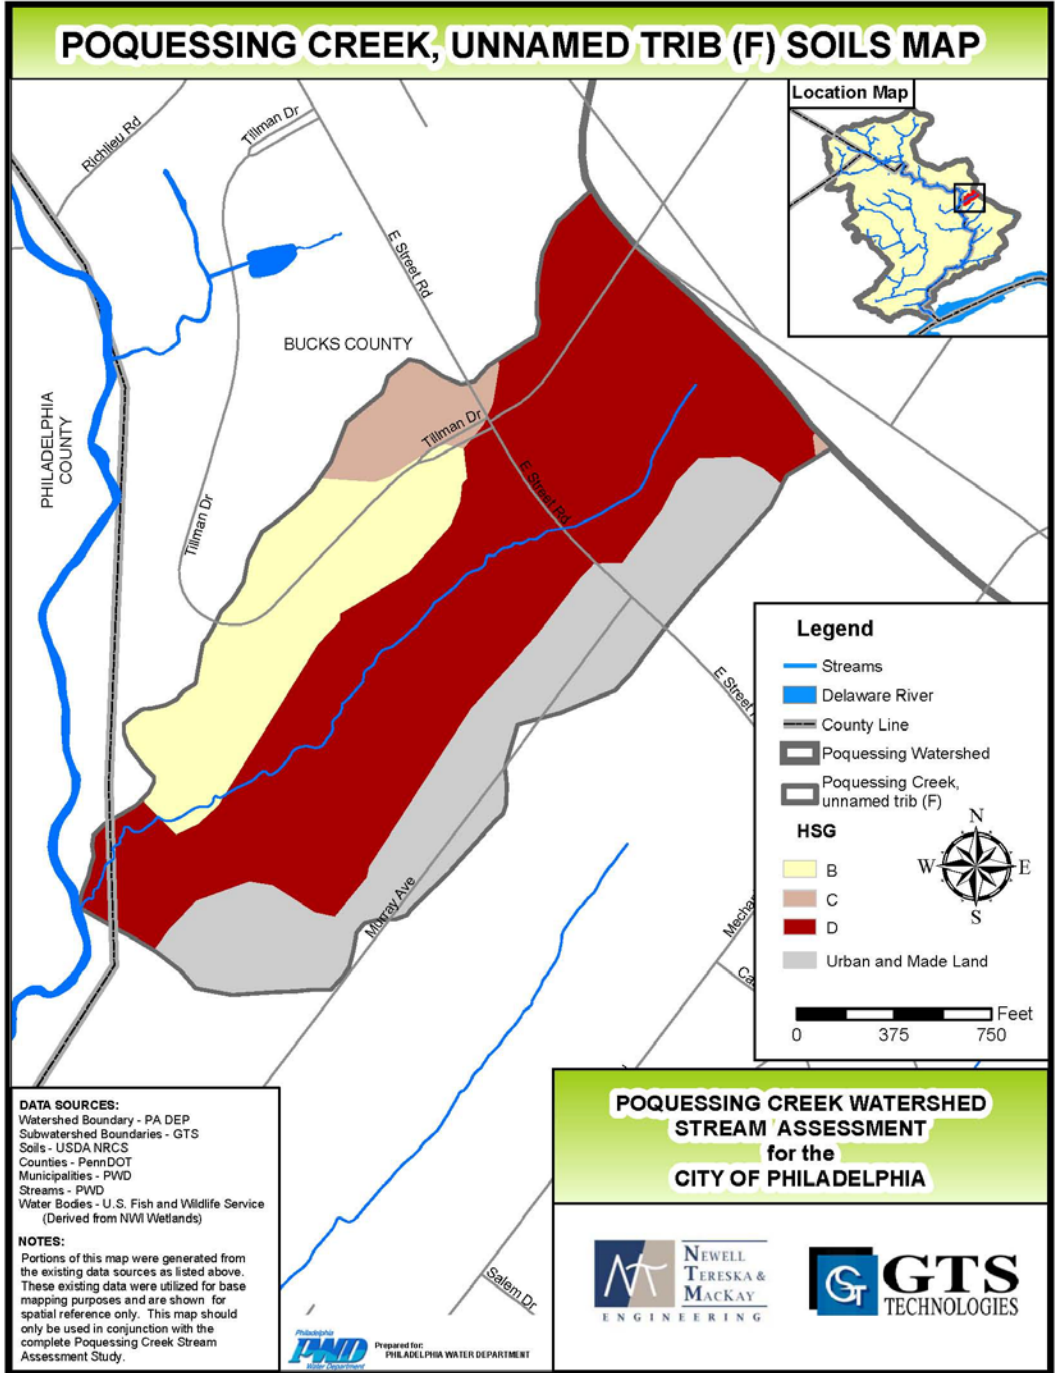 POQUESSING CREEK, UNNAMED TRIB (F) SOILS MAP
Location Map
Richlieu Rd
Tillman Dr
E Street Rd
BUCKS COUNTY
PHILADELPHIA
COUNTY
Tillman Dr
Tillman Dr
E Street Rd
E Street
Murray Ave
Salem Dr
Legend
Streams
Delaware River
County Line
Poquessing Watershed
Poquessing Creek,
unnamed trib (F)
HSG
B
C
D
Urban and Made Land
N
W
E
S
Feet
0 375 750
DATA SOURCES:
Watershed Boundary - PA DEP
Subwatershed Boundaries - GTS
Soils - USDA NRCS
Counties - PennDOT
Municipalities - PWD
Streams - PWD
Water Bodies - U.S. Fish and Wildlife Service
(Derived from NWI Wetlands)
NOTES:
Portions of this map were generated from
the existing data sources as listed above.
These existing data were utilized for base
mapping purposes and are shown for
spatial reference only. This map should
only be used in conjunction with the
complete Poquessing Creek Stream
Assessment Study.
Philadelphia
PWD
Water Department
Prepared for:
PHILADELPHIA WATER DEPARTMENT
POQUESSING CREEK WATERSHED
STREAM ASSESSMENT
for the
CITY OF PHILADELPHIA
NEWELL
TERESKA &
MACKAY
ENGINEERING
GTS
TECHNOLOGIES